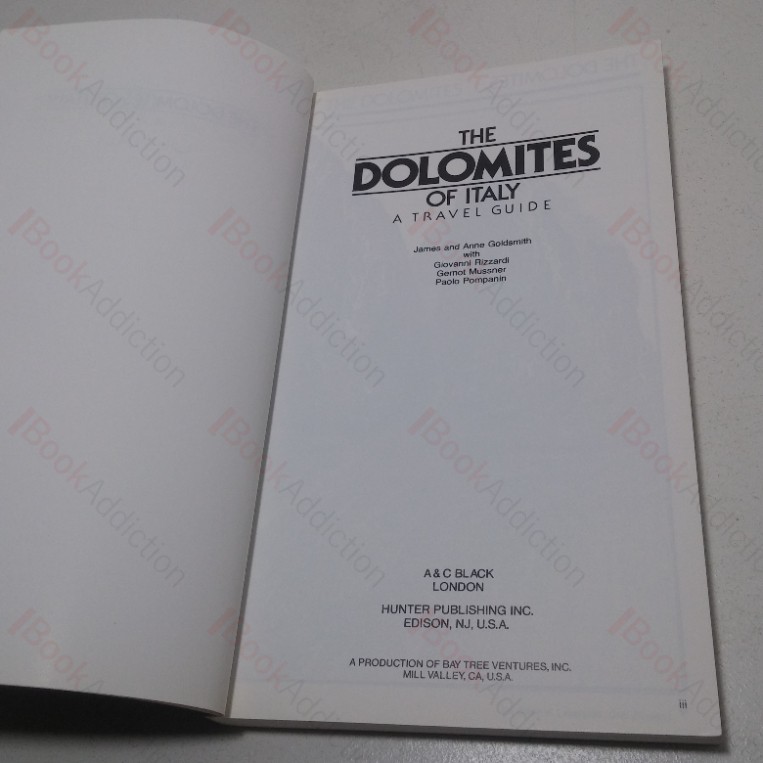 THE
DOLOMITES
OF ITALY
A TRAVEL GUIDE
James and Anne Goldsmith
with
Giovanni Rizzardi
Gernot Mussner
Paolo Pompanin
A & C BLACK
LONDON
HUNTER PUBLISHING INC.
EDISON, NJ, U.S.A.
A PRODUCTION OF BAY TREE VENTURES, INC.
MILL VALLEY, CA, U.S.A.
iii
BookAddiction